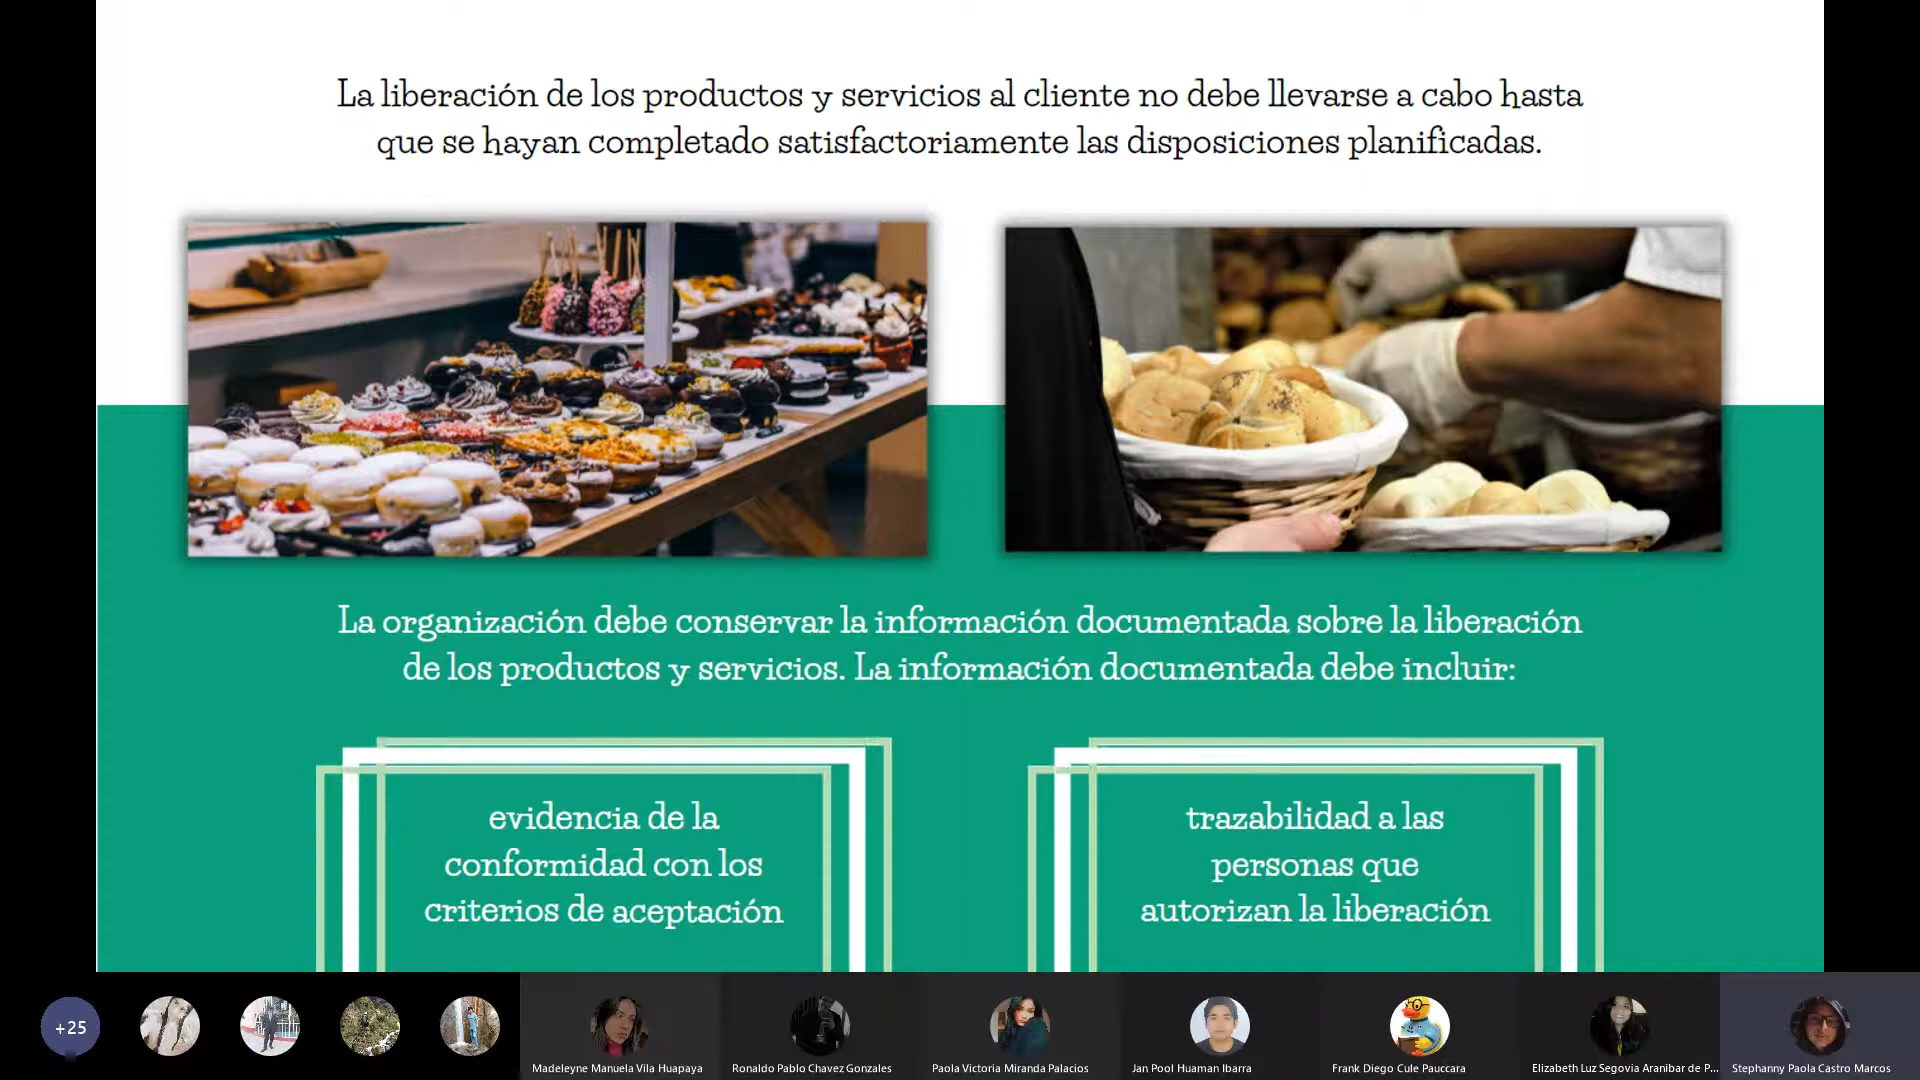 La liberación de los productos y servicios al cliente no debe llevarse a cabo hasta
que se hayan completado satisfactoriamente las disposiciones planificadas.
La organización debe conservar la información documentada sobre la liberación
de los productos y servicios. La información documentada debe incluir:
evidencia de la
conformidad con los
criterios de aceptación
trazabilidad a las
personas que
autorizan la liberación
+25
Madeleyne Manuela Vila Huapaya
Ronaldo Pablo Chavez Gonzales
Paola Victoria Miranda Palacios
Jan Pool Huaman Ibarra
Frank Diego Cule Pauccara
Elizabeth Luz Segovia Aranibar de P...
Stephanny Paola Castro Marcos